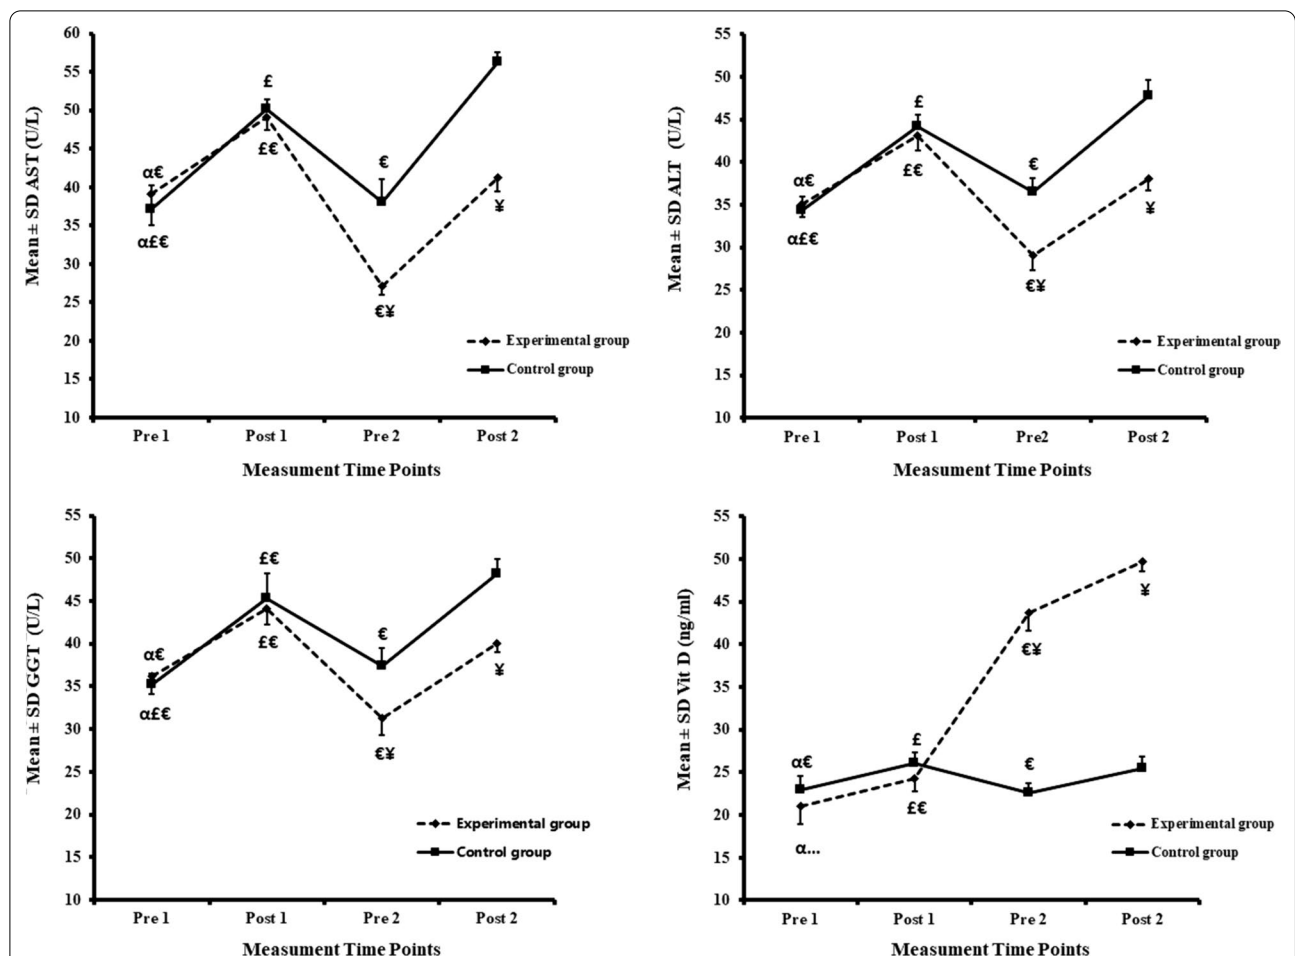 Mean± SD AST (U/L)
60
55
50
45
40
35
30
25
20
15
10
α€
α£€
£
£€
€
€¥
¥
Experimental group
Control group
Pre 1 Post 1 Pre 2 Post 2
Measument Time Points
Mean± SD ALT (U/L)
55
50
45
40
35
30
25
20
15
10
α€
α£€
£
£€
€
€¥
¥
Experimental group
Control group
Pre 1 Post 1 Pre2 Post 2
Measument Time Points
Mean± SD GGT (U/L)
55
50
45
40
35
30
25
20
15
10
α€
α£€
£€
£€
€
€¥
¥
Experimental group
Control group
Pre 1 Post 1 Pre 2 Post 2
Measument Time Points
Mean± SD Vit D (ng/ml)
55
50
45
40
35
30
25
20
15
10
α€
α...
£
£€
€
€¥
¥
Experimental group
Control group
Pre 1 Post 1 Pre 2 Post 2
Measument Time Points